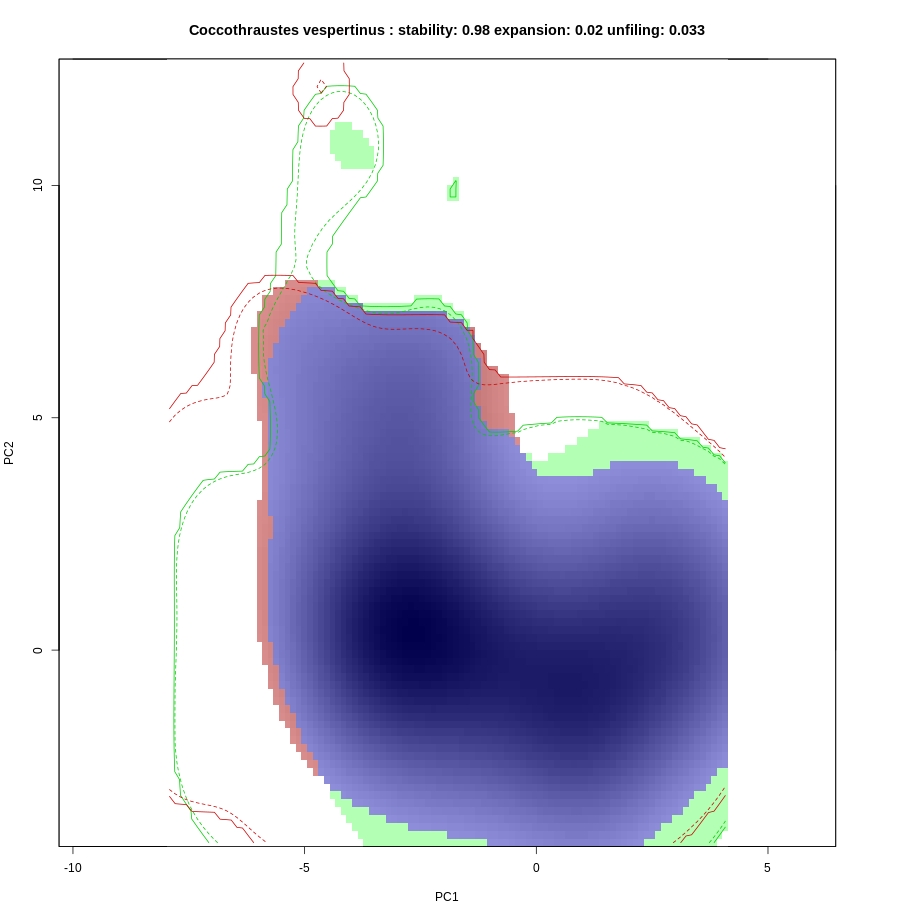 Coccothraustes vespertinus : stability: 0.98 expansion: 0.02 unfiling: 0.033
10
5
0
PC2
-10 -5 0 5
PC1